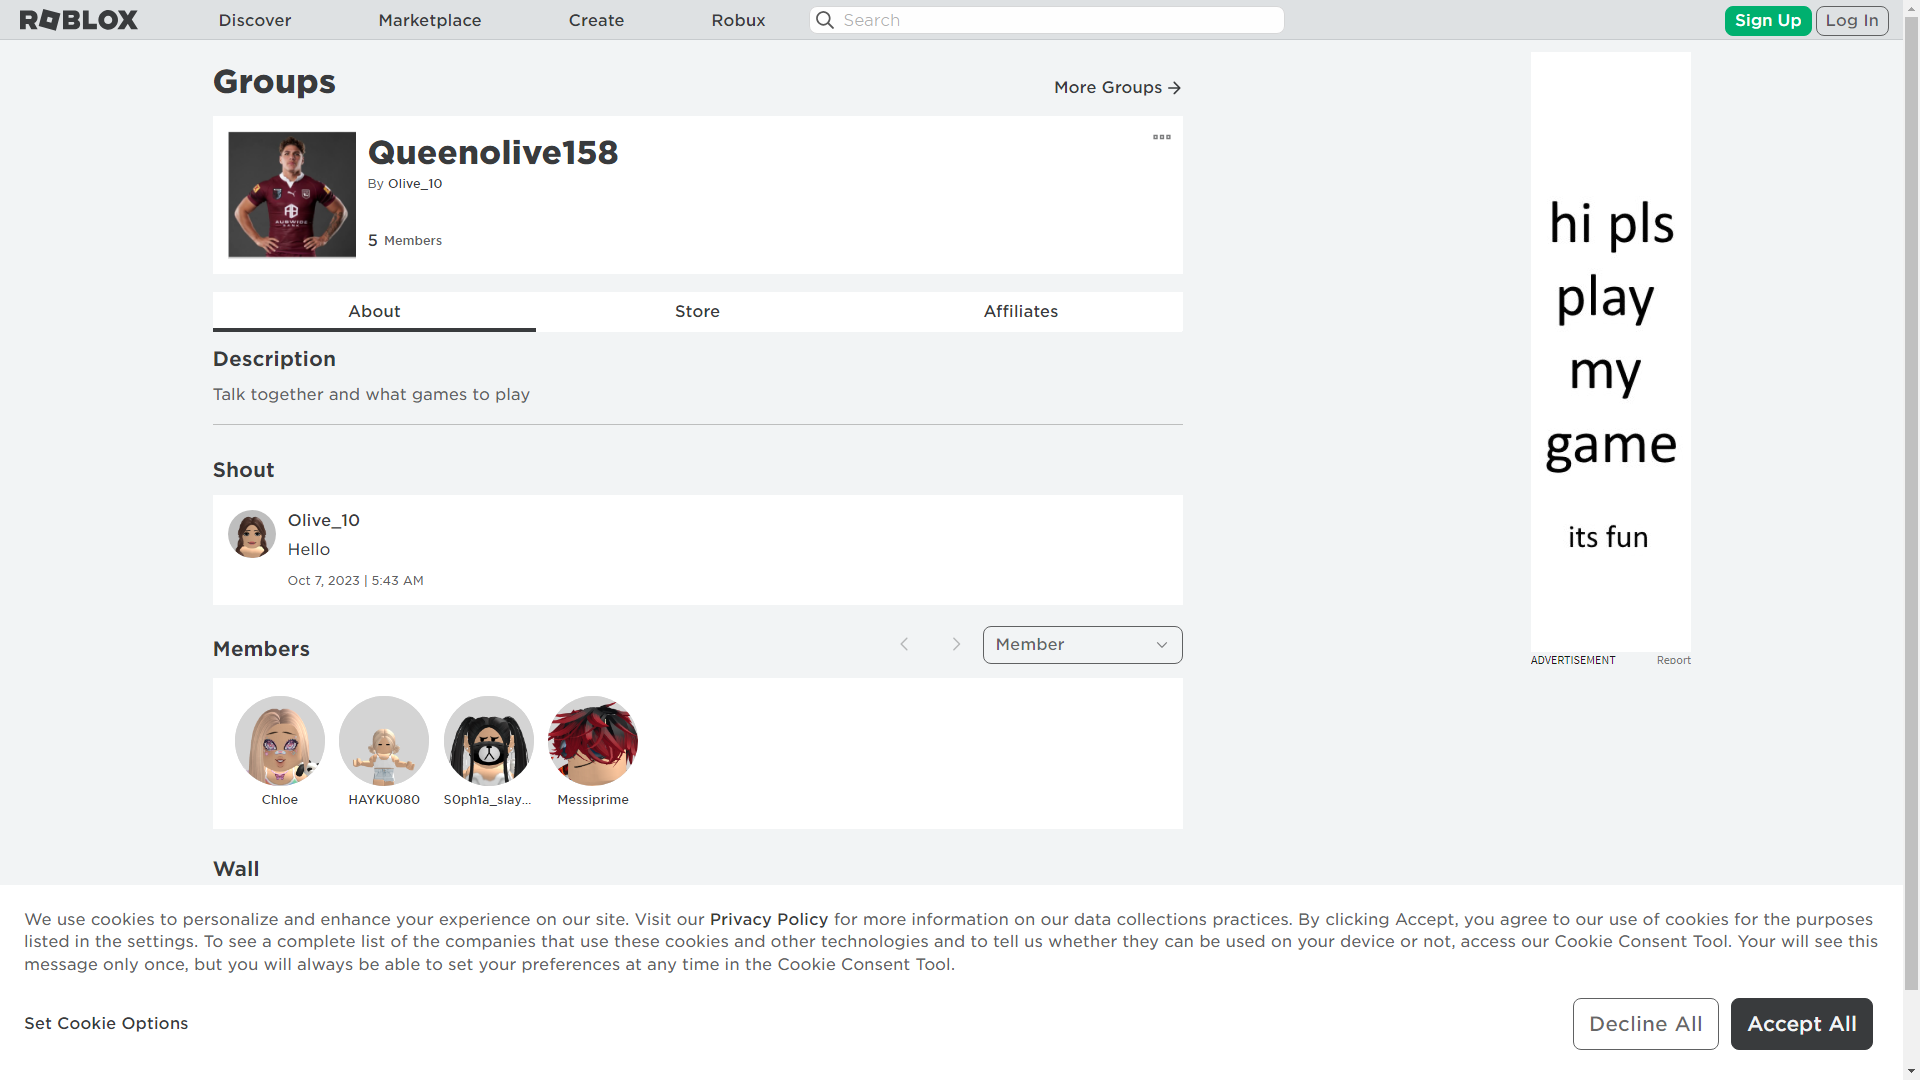 ROBLOX
Discover
Marketplace
Create
Robux
Search
Sign Up
Log In
Groups
More Groups
Queenolive158
By Olive_10
5 Members
About
Store
Affiliates
Description
Talk together and what games to play
Shout
Olive_10
Hello
Oct 7, 2023 | 5:43 AM
Members
Member
Chloe
HAYKU080
S0ph1a_slay...
Messiprime
Wall
hi pls
play
my
game
its fun
ADVERTISEMENT
Report
We use cookies to personalize and enhance your experience on our site. Visit our Privacy Policy for more information on our data collections practices. By clicking Accept, you agree to our use of cookies for the purposes
listed in the settings. To see a complete list of the companies that use these cookies and other technologies and to tell us whether they can be used on your device or not, access our Cookie Consent Tool. Your will see this
message only once, but you will always be able to set your preferences at any time in the Cookie Consent Tool.
Set Cookie Options
Decline All
Accept All